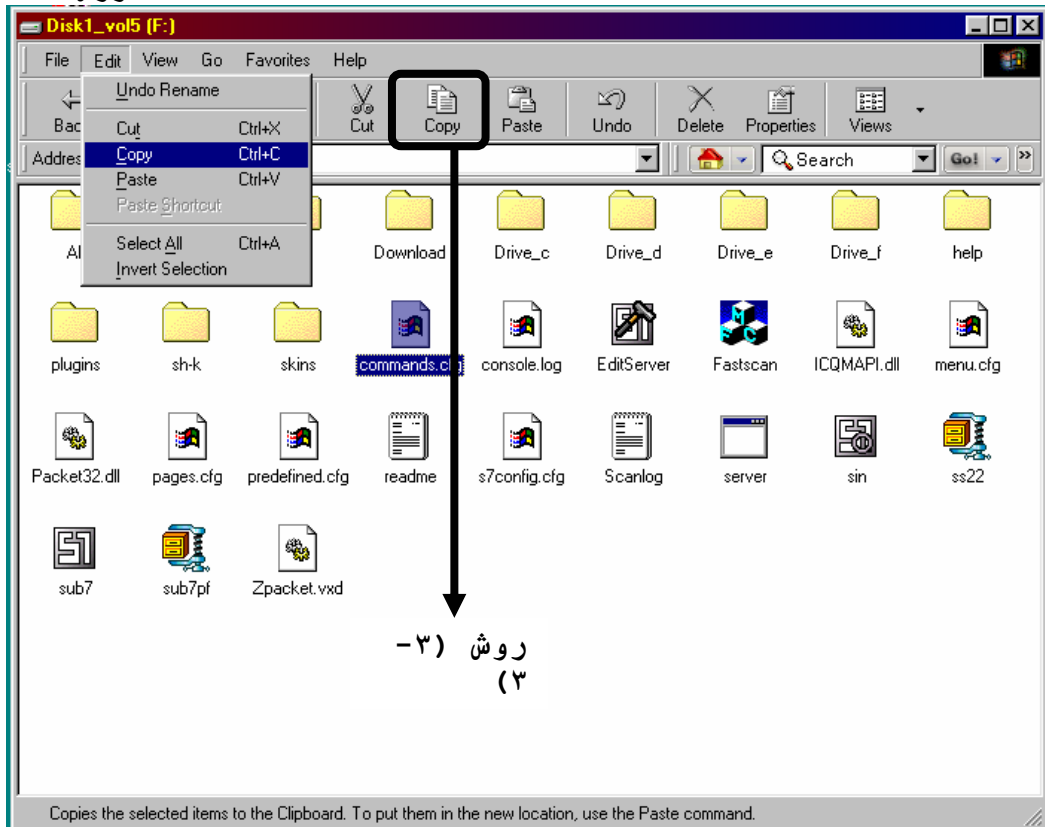 Disk1_vol5 (F:)
File Edit View Go Favorites Help
Bac Cut Copy Paste Undo Delete Properties Views
Undo Rename
Cut Ctrl+X
Copy Ctrl+C
Paste Ctrl+V
Paste Shortcut
Select All Ctrl+A
Invert Selection
Addres Search Go! »
Download Drive_c Drive_d Drive_e Drive_f help
plugins sh-k skins commands.cfg console.log EditServer Fastscan ICQMAPI.dll menu.cfg
Packet32.dll pages.cfg predefined.cfg readme s7config.cfg Scanlog server sin ss22
sub7 sub7pf Zpacket.vxd
روش (۳-
۳)
Copies the selected items to the Clipboard. To put them in the new location, use the Paste command.